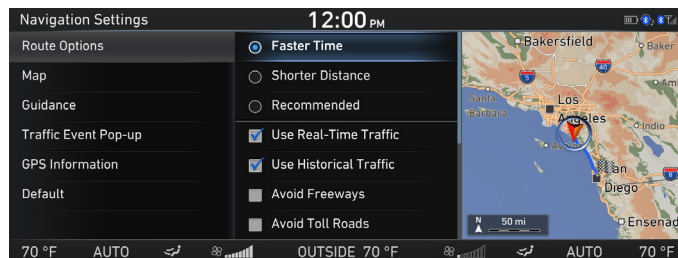 Navigation Settings
12:00 PM
Route Options
Map
Guidance
Traffic Event Pop-up
GPS Information
Default
Faster Time
Shorter Distance
Recommended
Use Real-Time Traffic
Use Historical Traffic
Avoid Freeways
Avoid Toll Roads
Bakersfield
Baker
40
5
Am
Santa
Barbara
Los
Angeles
Indio
Avalon
San
Diego
8
Ensenad
N
50 mi
70 °F AUTO OUTSIDE 70 °F AUTO 70 °F